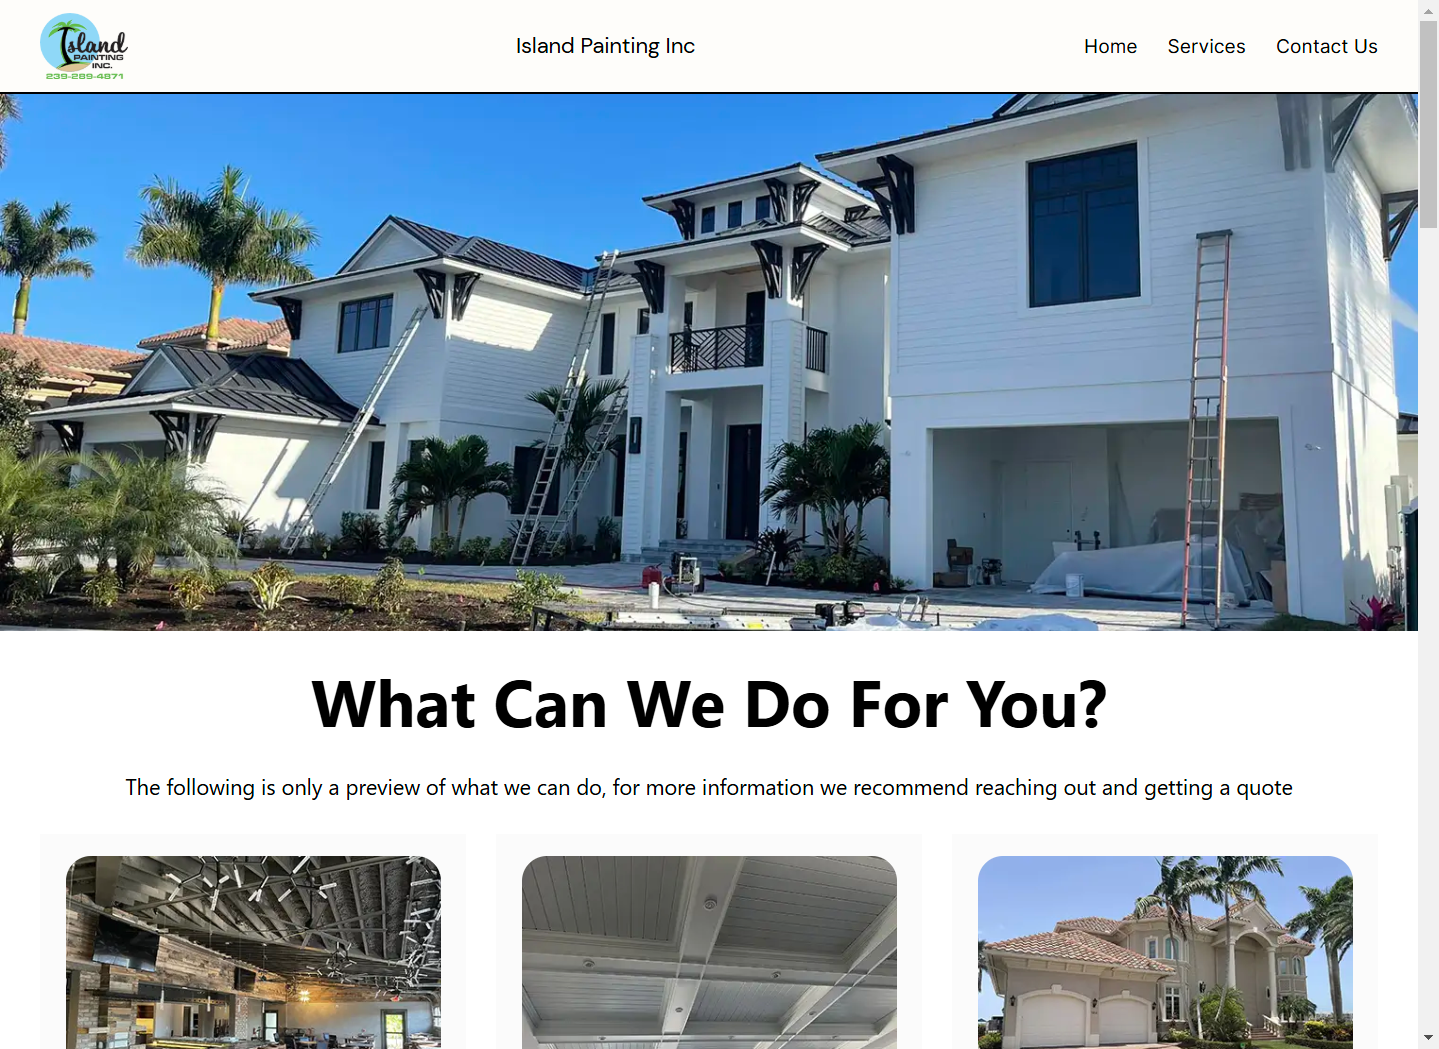 Island
PAINTING
INC.
239-289-4871
Island Painting Inc
Home
Services
Contact Us
What Can We Do For You?
The following is only a preview of what we can do, for more information we recommend reaching out and getting a quote